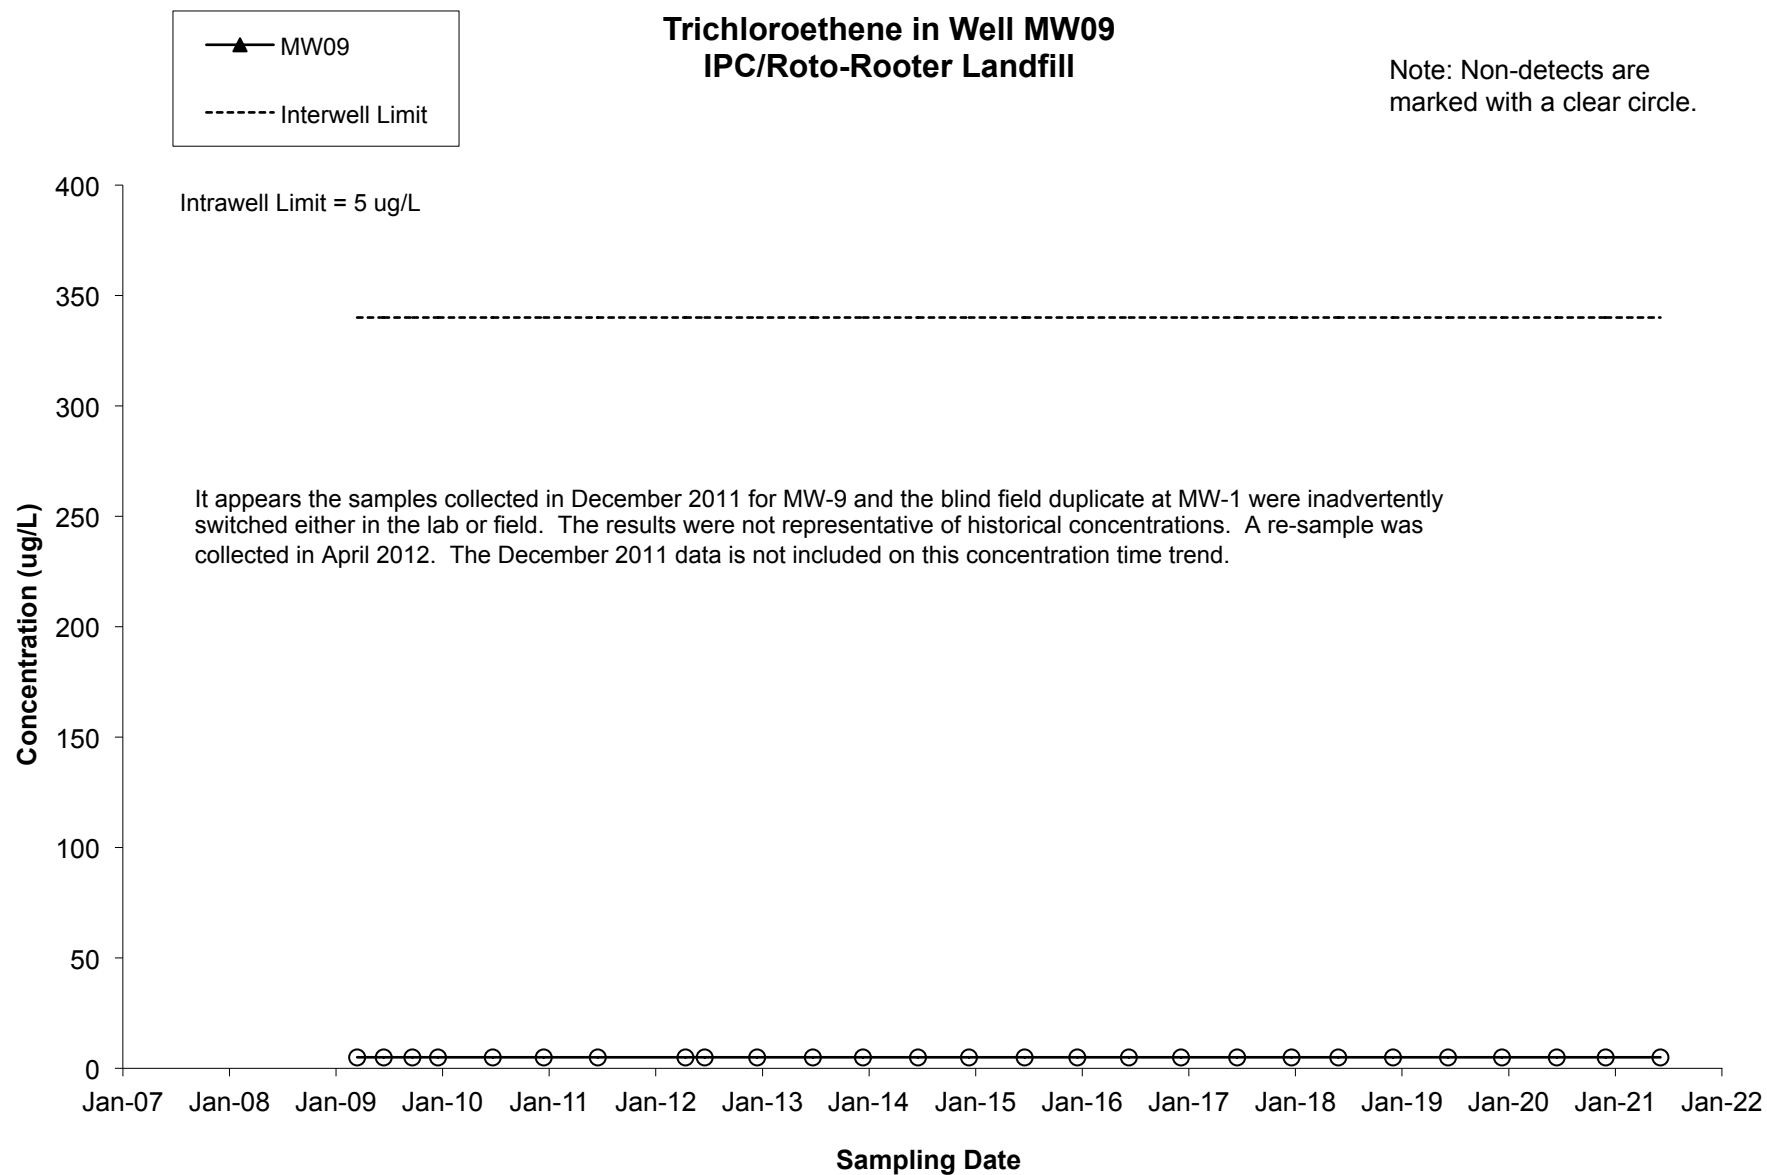 MW09
Interwell Limit
Trichloroethene in Well MW09
IPC/Roto-Rooter Landfill
Note: Non-detects are
marked with a clear circle.
Intrawell Limit = 5 ug/L
It appears the samples collected in December 2011 for MW-9 and the blind field duplicate at MW-1 were inadvertently
switched either in the lab or field.  The results were not representative of historical concentrations.  A re-sample was
collected in April 2012.  The December 2011 data is not included on this concentration time trend.
Concentration (ug/L)
400
350
300
250
200
150
100
50
0
Jan-07 Jan-08 Jan-09 Jan-10 Jan-11 Jan-12 Jan-13 Jan-14 Jan-15 Jan-16 Jan-17 Jan-18 Jan-19 Jan-20 Jan-21 Jan-22
Sampling Date